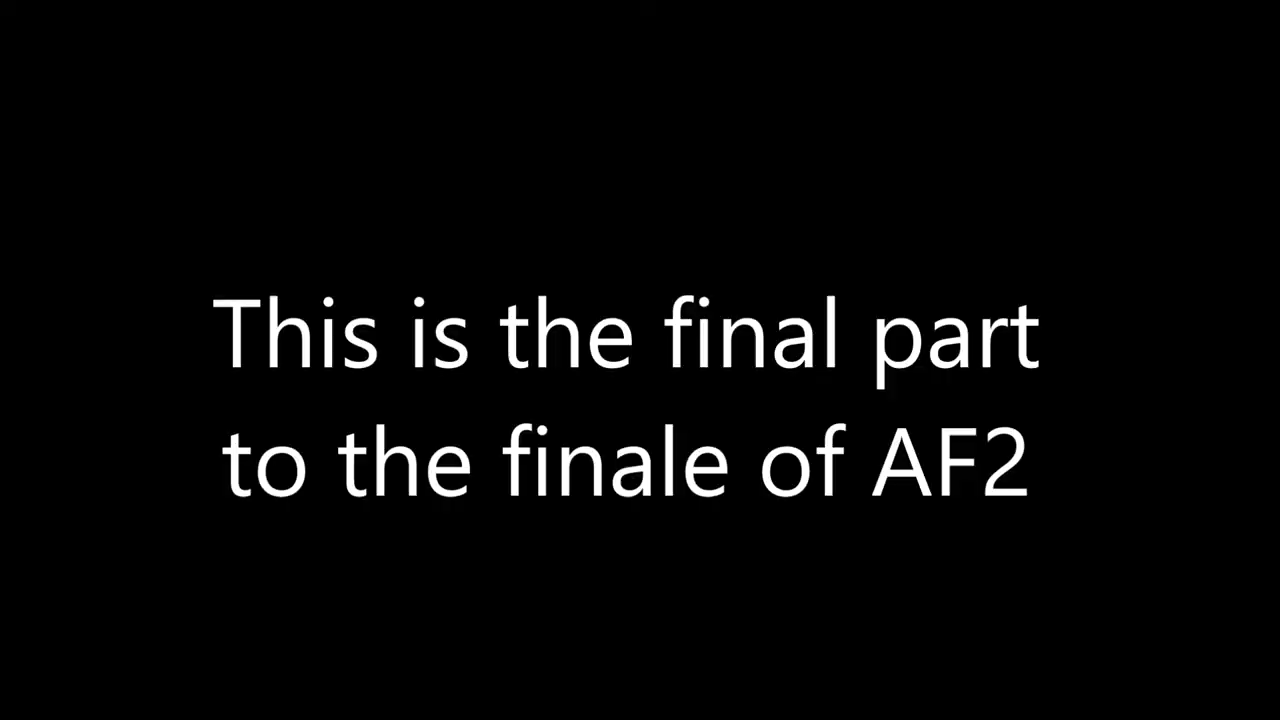 This is the final part
to the finale of AF2